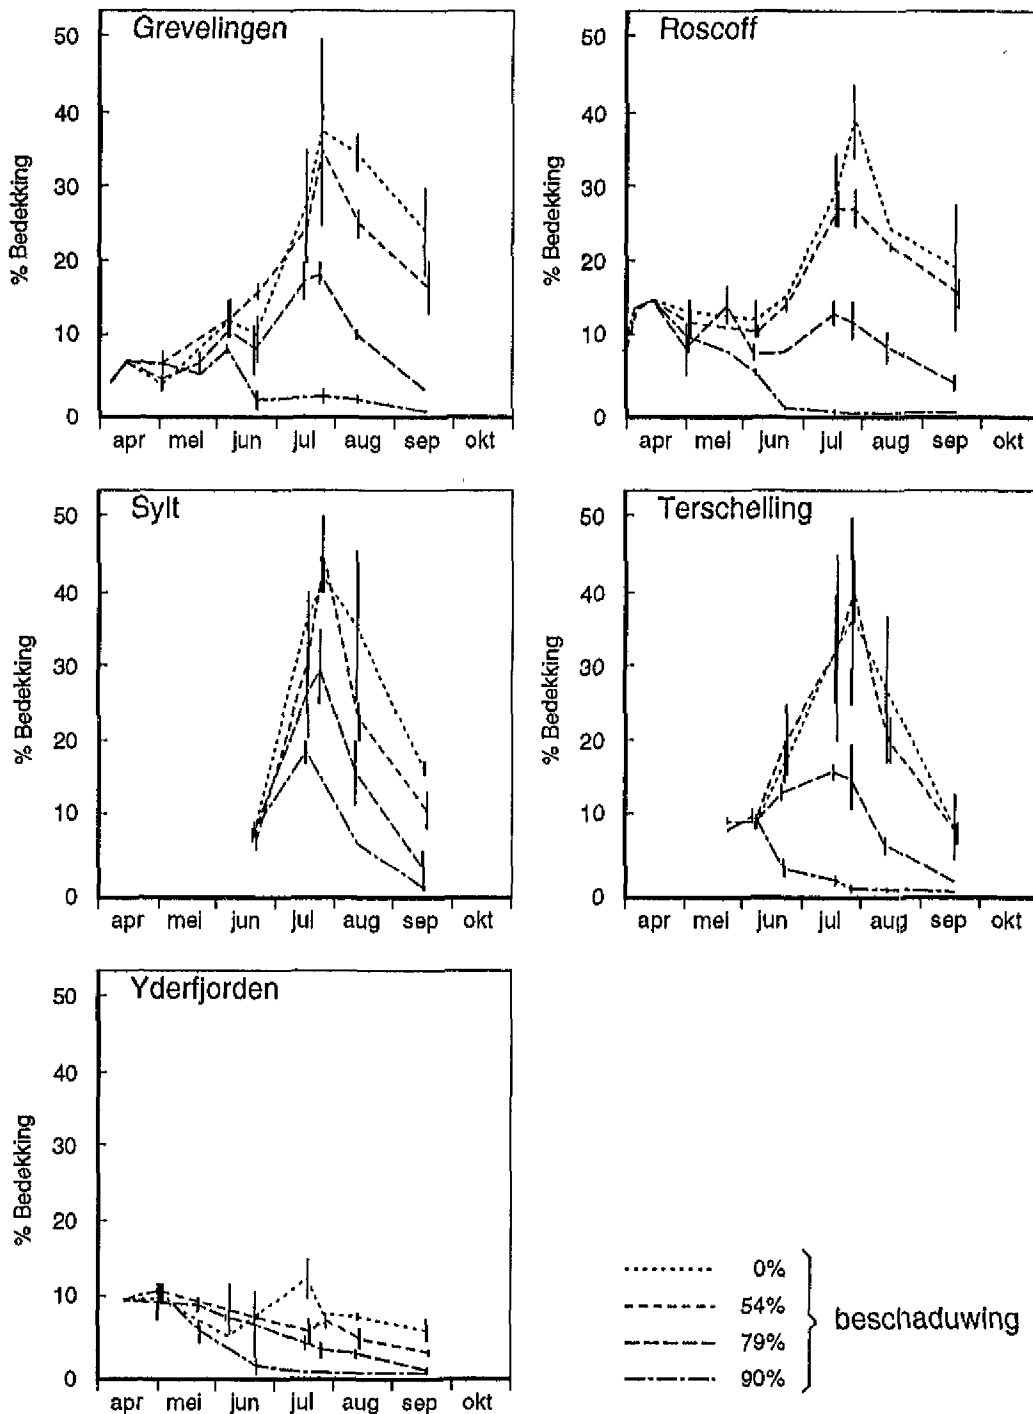 Grevelingen
% Bedekking
50
40
30
20
10
0
apr mei jun jul aug sep okt
Roscoff
% Bedekking
50
40
30
20
10
0
apr mei jun jul aug sep okt
Sylt
% Bedekking
50
40
30
20
10
0
apr mei jun jul aug sep okt
Terschelling
% Bedekking
50
40
30
20
10
0
apr mei jun jul aug sep okt
Yderfjorden
% Bedekking
50
40
30
20
10
0
apr mei jun jul aug sep okt
0%
54%
79%
90%
beschaduwing